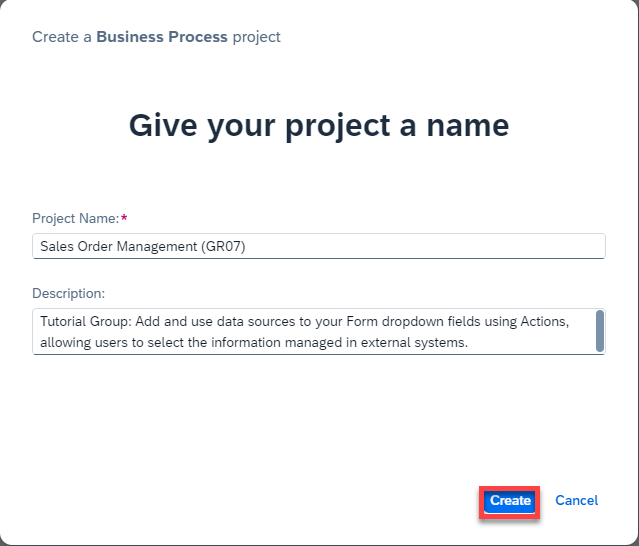 Create a Business Process project
Give your project a name
Project Name:*
Sales Order Management (GR07)
Description:
Tutorial Group: Add and use data sources to your Form dropdown fields using Actions,
allowing users to select the information managed in external systems.
Create Cancel